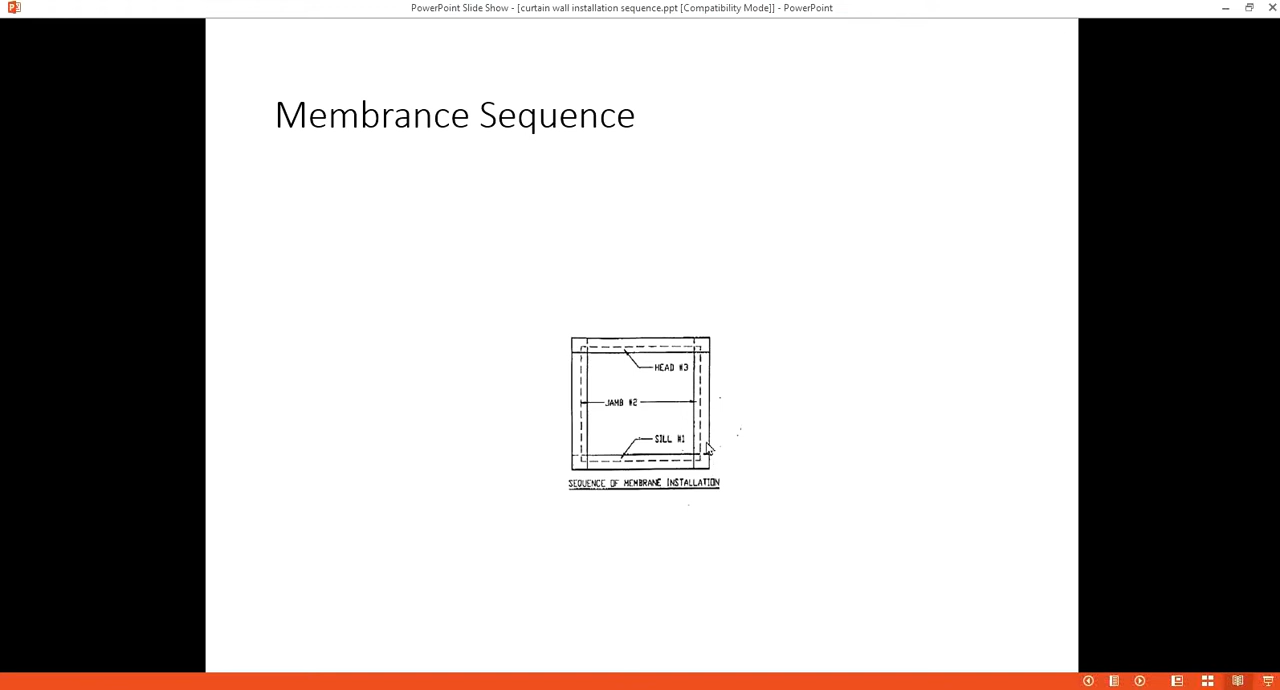 PowerPoint Slide Show - [curtain wall installation sequence.ppt [Compatibility Mode]] - PowerPoint
Membrance Sequence
HEAD #3
JAMB #2
SILL #1
SEQUENCE OF MEMBRANE INSTALLATION